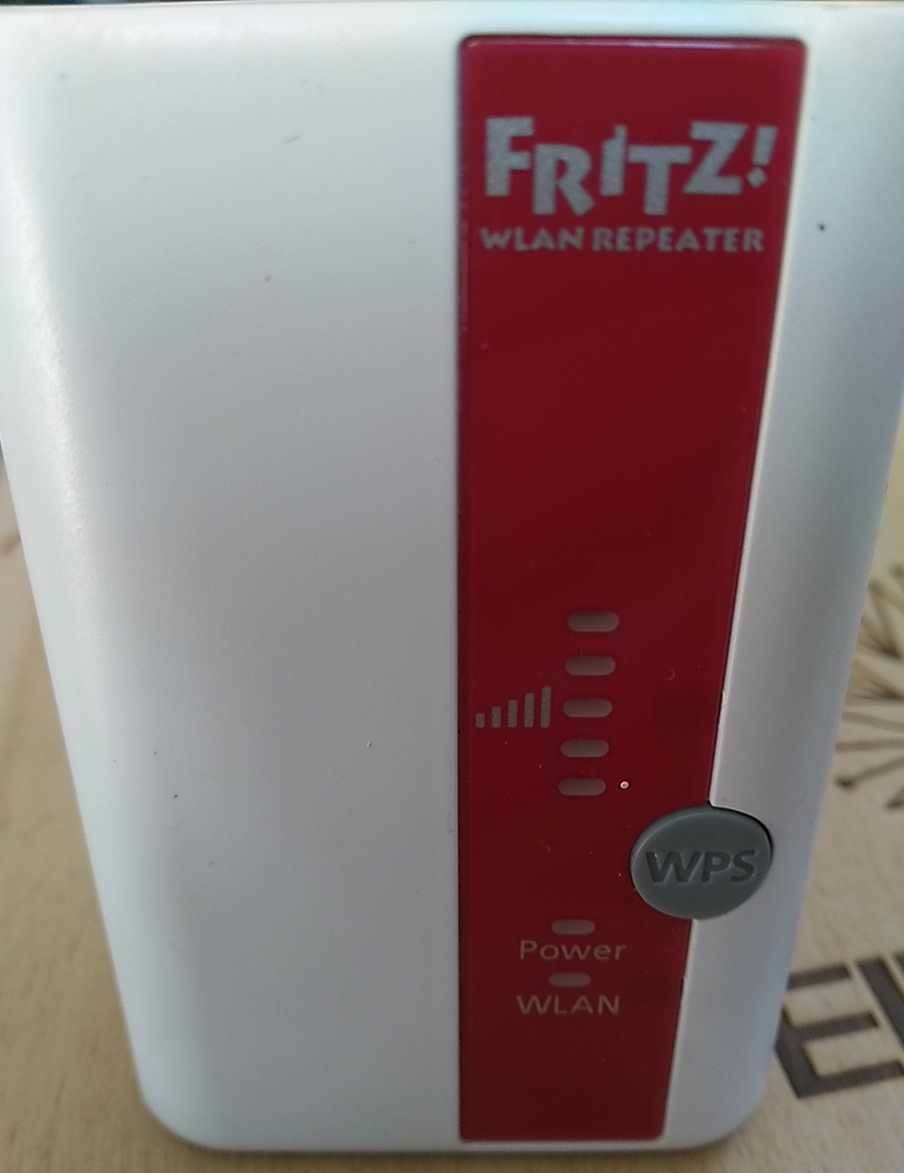 FRITZ!
WLAN REPEATER
WPS
Power
WLAN